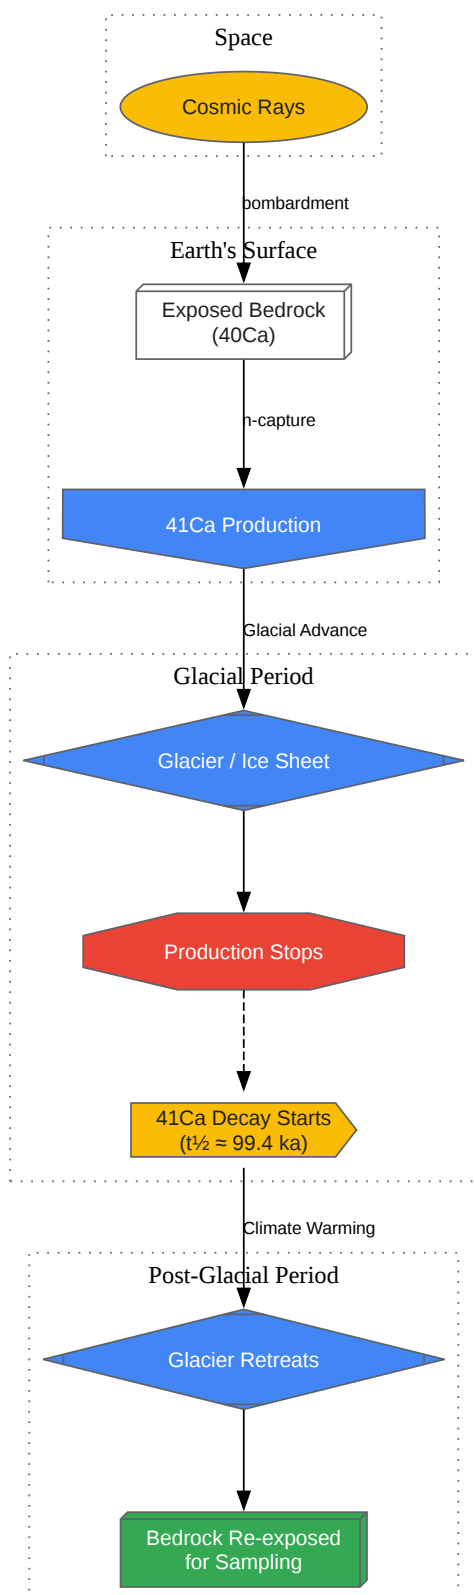 Space
Cosmic Rays
bombardment
Earth's Surface
Exposed Bedrock
(40Ca)
n-capture
41Ca Production
Glacial Advance
Glacial Period
Glacier / Ice Sheet
Production Stops
41Ca Decay Starts
(t½ ≈ 99.4 ka)
Climate Warming
Post-Glacial Period
Glacier Retreats
Bedrock Re-exposed
for Sampling